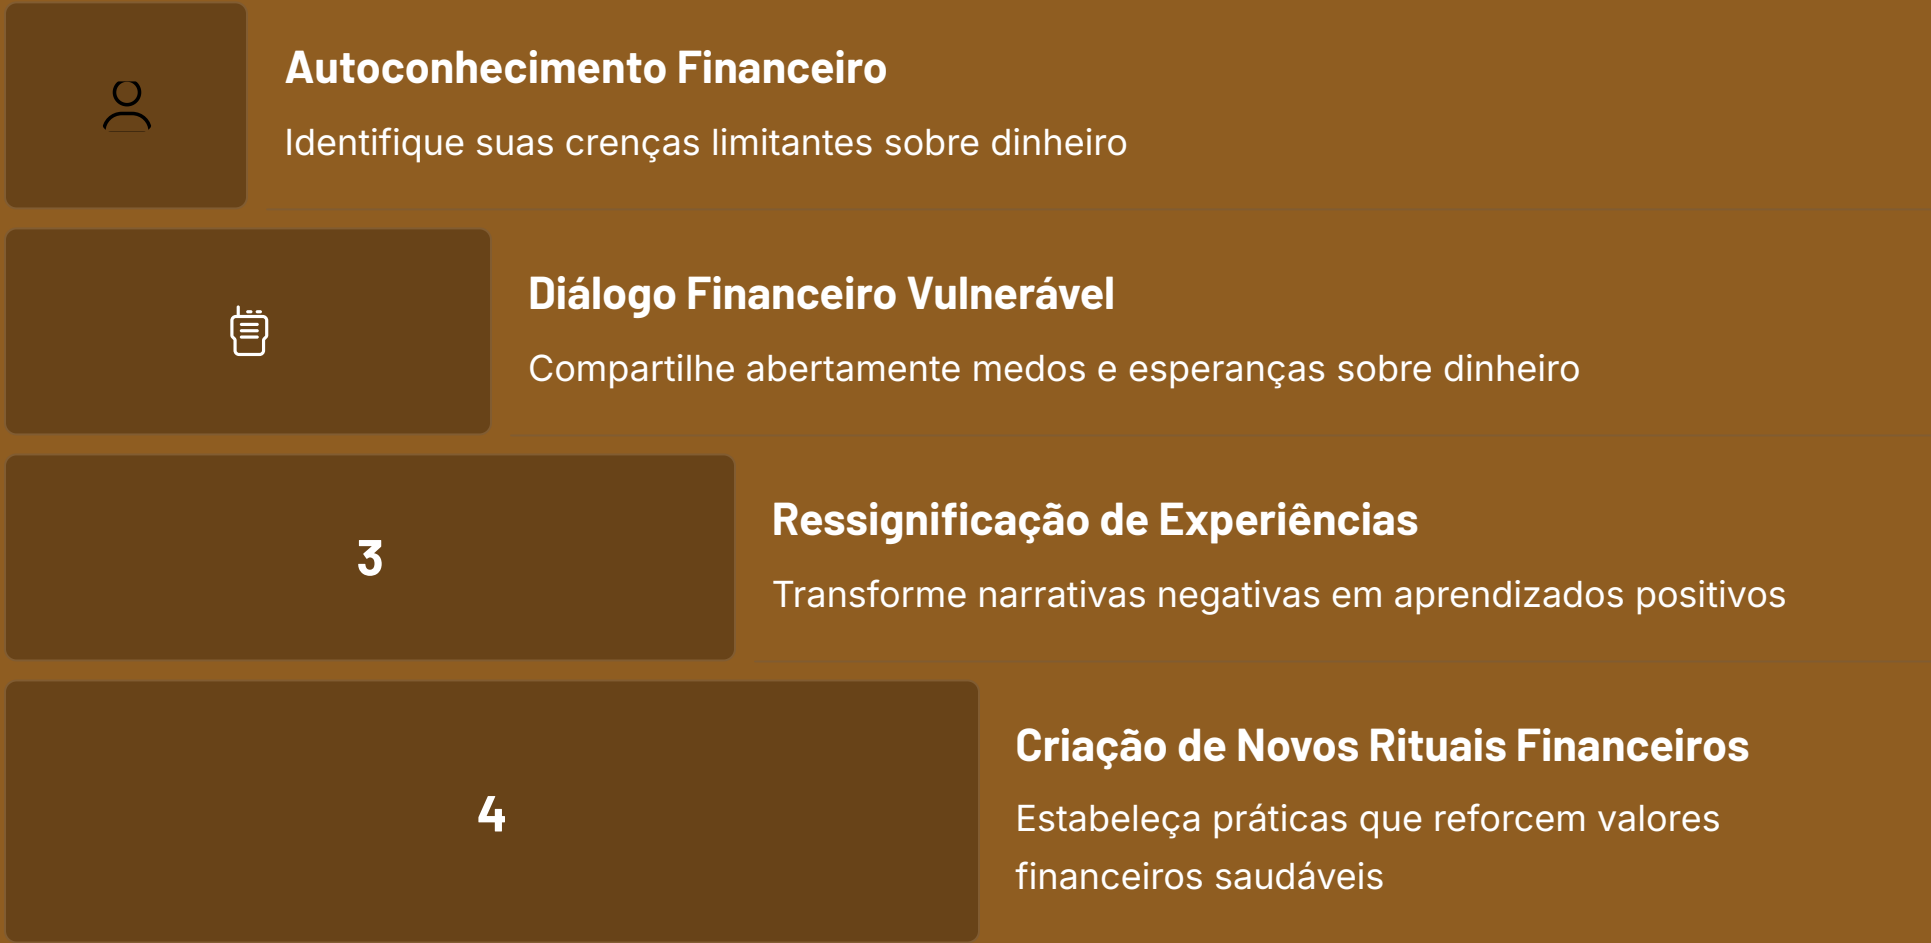 Autoconhecimento Financeiro
Identifique suas crenças limitantes sobre dinheiro
Diálogo Financeiro Vulnerável
Compartilhe abertamente medos e esperanças sobre dinheiro
3
Ressignificação de Experiências
Transforme narrativas negativas em aprendizados positivos
4
Criação de Novos Rituais Financeiros
Estabeleça práticas que reforcem valores
financeiros saudáveis